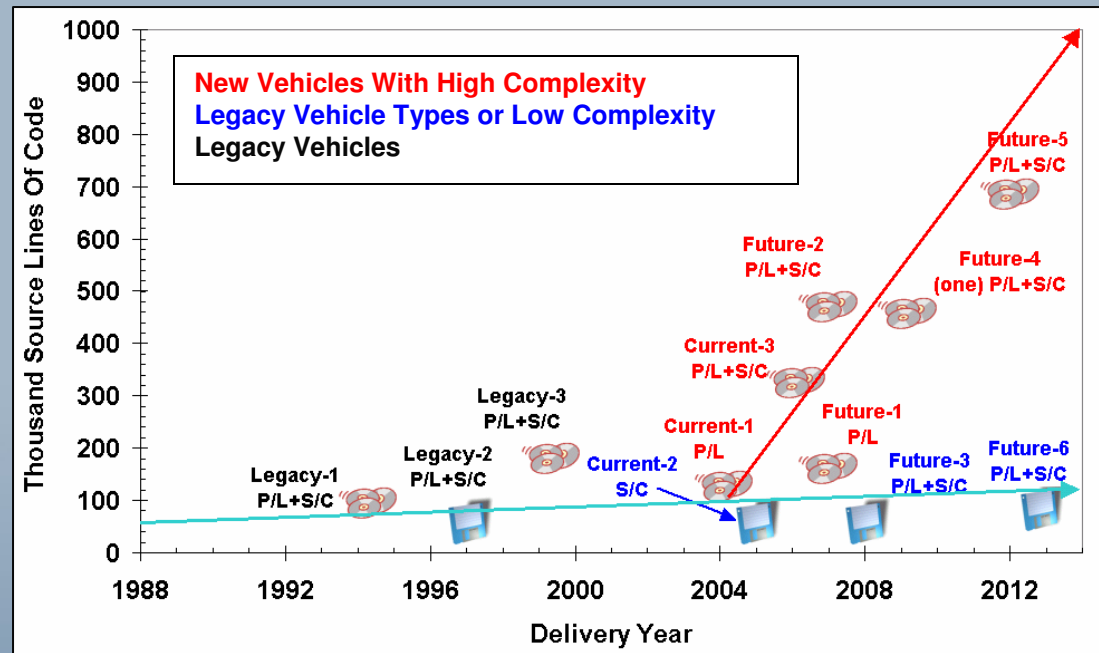 Thousand Source Lines Of Code
1000
900
800
700
600
500
400
300
200
100
0
New Vehicles With High Complexity
Legacy Vehicle Types or Low Complexity
Legacy Vehicles
Legacy-1
P/L+S/C
Legacy-2
P/L+S/C
Legacy-3
P/L+S/C
Current-2
S/C
Current-1
P/L
Current-3
P/L+S/C
Future-2
P/L+S/C
Future-1
P/L
Future-3
P/L+S/C
Future-4
(one) P/L+S/C
Future-5
P/L+S/C
Future-6
P/L+S/C
1988
1992
1996
2000
2004
2008
2012
Delivery Year